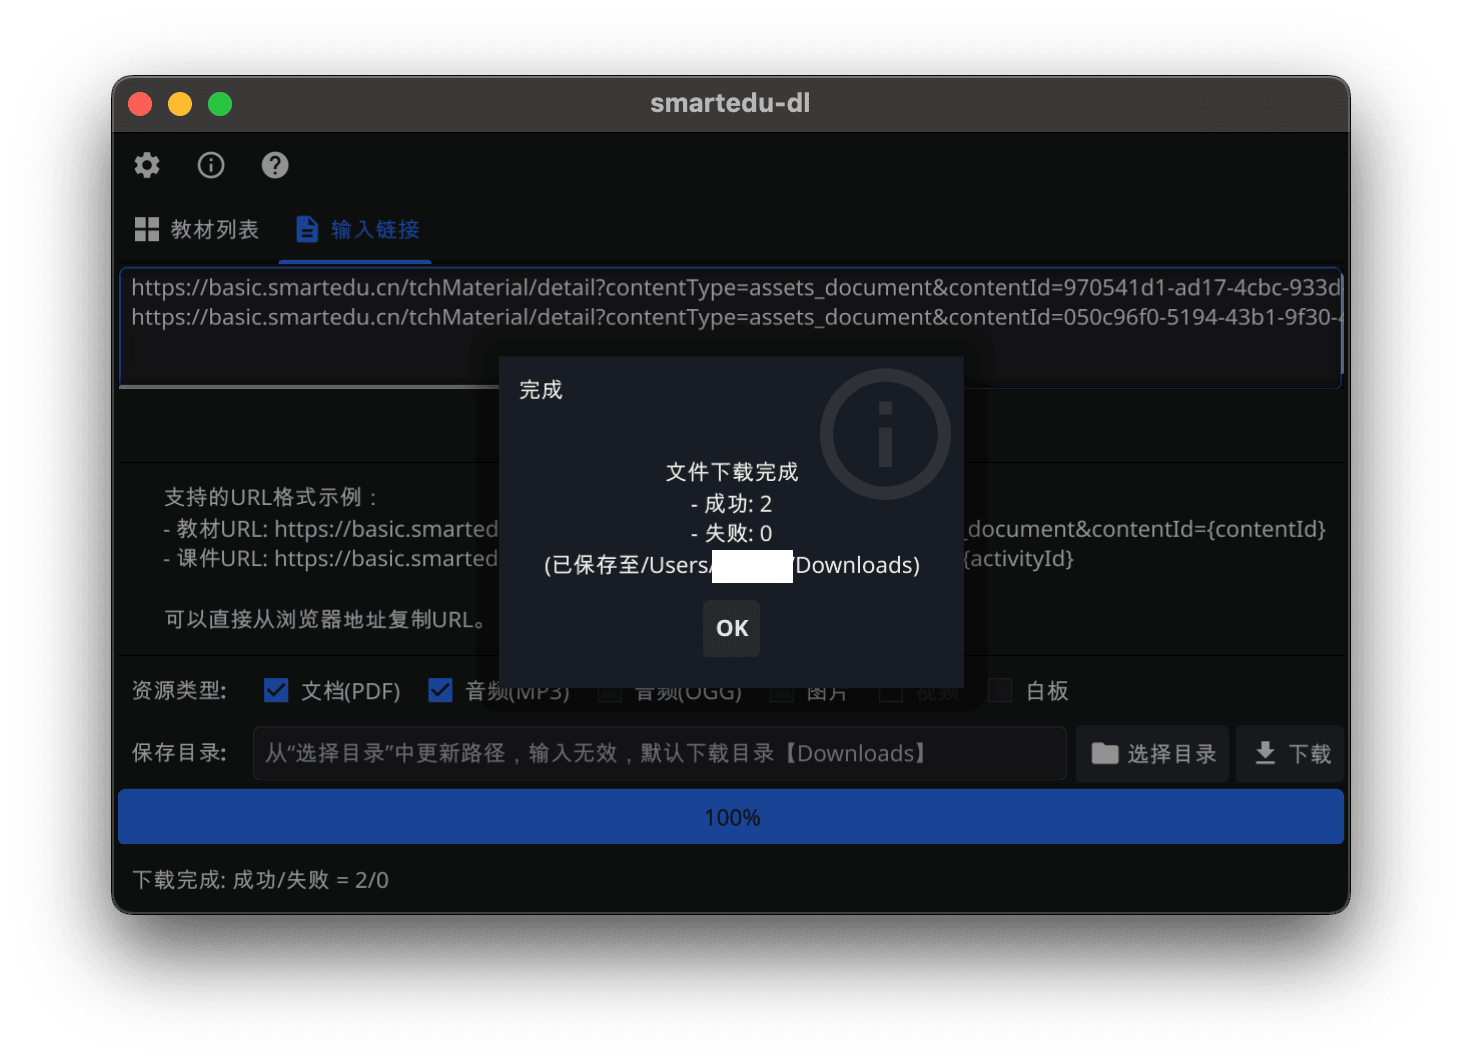 smartedu-dl
教材列表 输入链接
https://basic.smartedu.cn/tchMaterial/detail?contentType=assets_document&contentId=970541d1-ad17-4cbc-933d
https://basic.smartedu.cn/tchMaterial/detail?contentType=assets_document&contentId=050c96f0-5194-43b1-9f30-4
完成
文件下载完成
- 成功: 2
- 失败: 0
(已保存至/Users/ /Downloads)
OK
支持的URL格式示例：
- 教材URL: https://basic.smarted _document&contentId={contentId}
- 课件URL: https://basic.smarted {activityId}
可以直接从浏览器地址复制URL。
资源类型: 文档(PDF) 音频(MP3) 音频(OGG) 图片 视频 白板
保存目录: 从“选择目录”中更新路径，输入无效，默认下载目录【Downloads】 选择目录 下载
100%
下载完成: 成功/失败 = 2/0